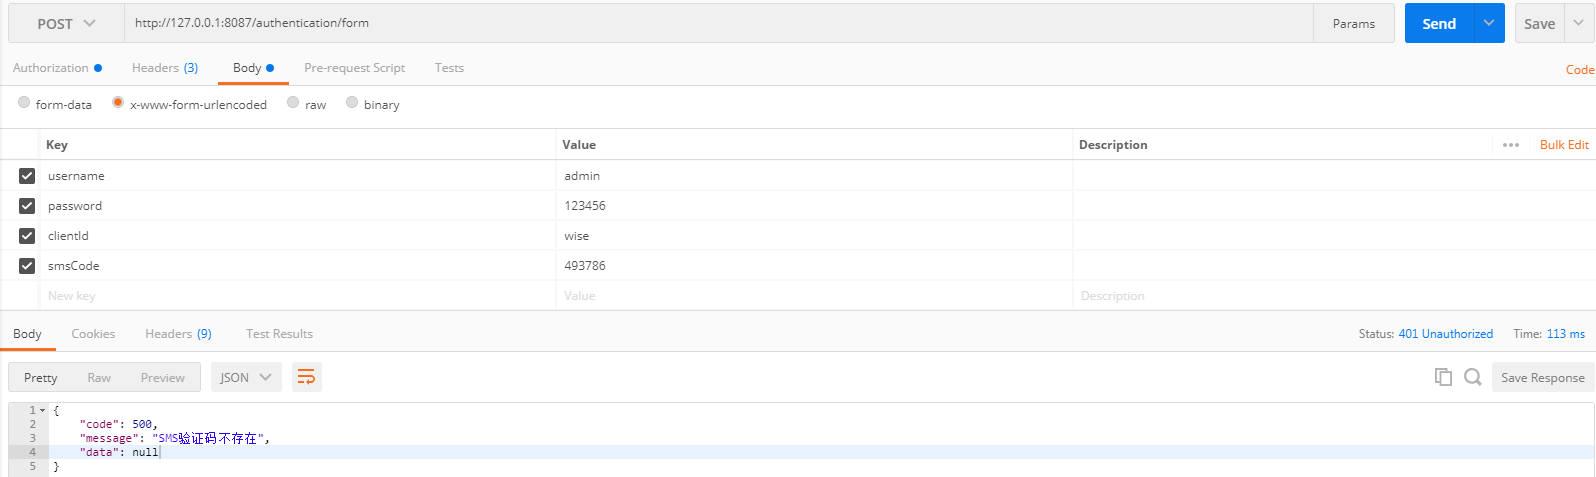 POST http://127.0.0.1:8087/authentication/form Params Send Save
Authorization Headers (3) Body Pre-request Script Tests Code
form-data x-www-form-urlencoded raw binary
Key Value Description ••• Bulk Edit
username admin
password 123456
clientId wise
smsCode 493786
New key Value Description
Body Cookies Headers (9) Test Results Status: 401 Unauthorized Time: 113 ms
Pretty Raw Preview JSON Save Response
1 {
2 "code": 500,
3 "message": "SMS验证码不存在",
4 "data": null
5 }